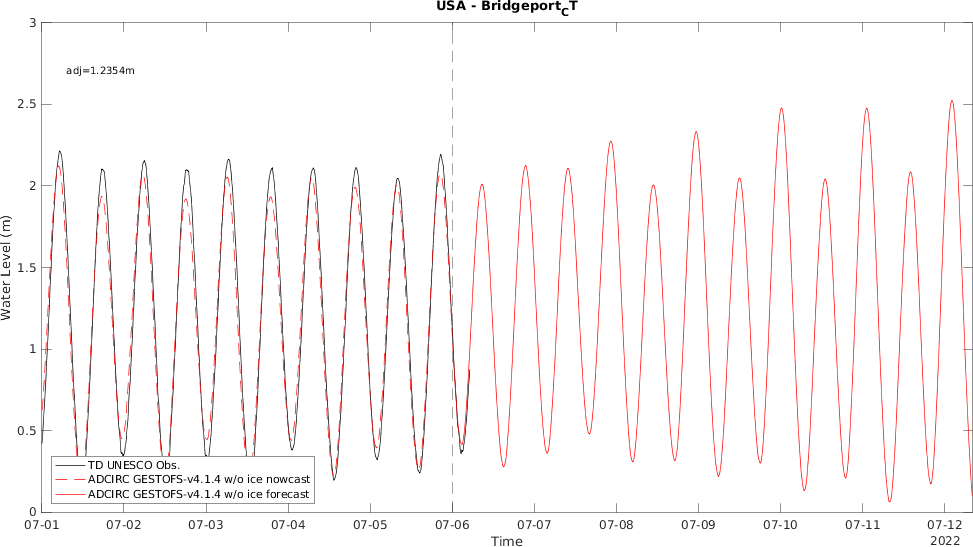 USA - Bridgeport_CT
3
adj=1.2354m
2.5
2
1.5
1
0.5
0
Water Level (m)
TD UNESCO Obs.
ADCIRC GESTOFS-v4.1.4 w/o ice nowcast
ADCIRC GESTOFS-v4.1.4 w/o ice forecast
07-01 07-02 07-03 07-04 07-05 07-06 07-07 07-08 07-09 07-10 07-11 07-12
Time
2022